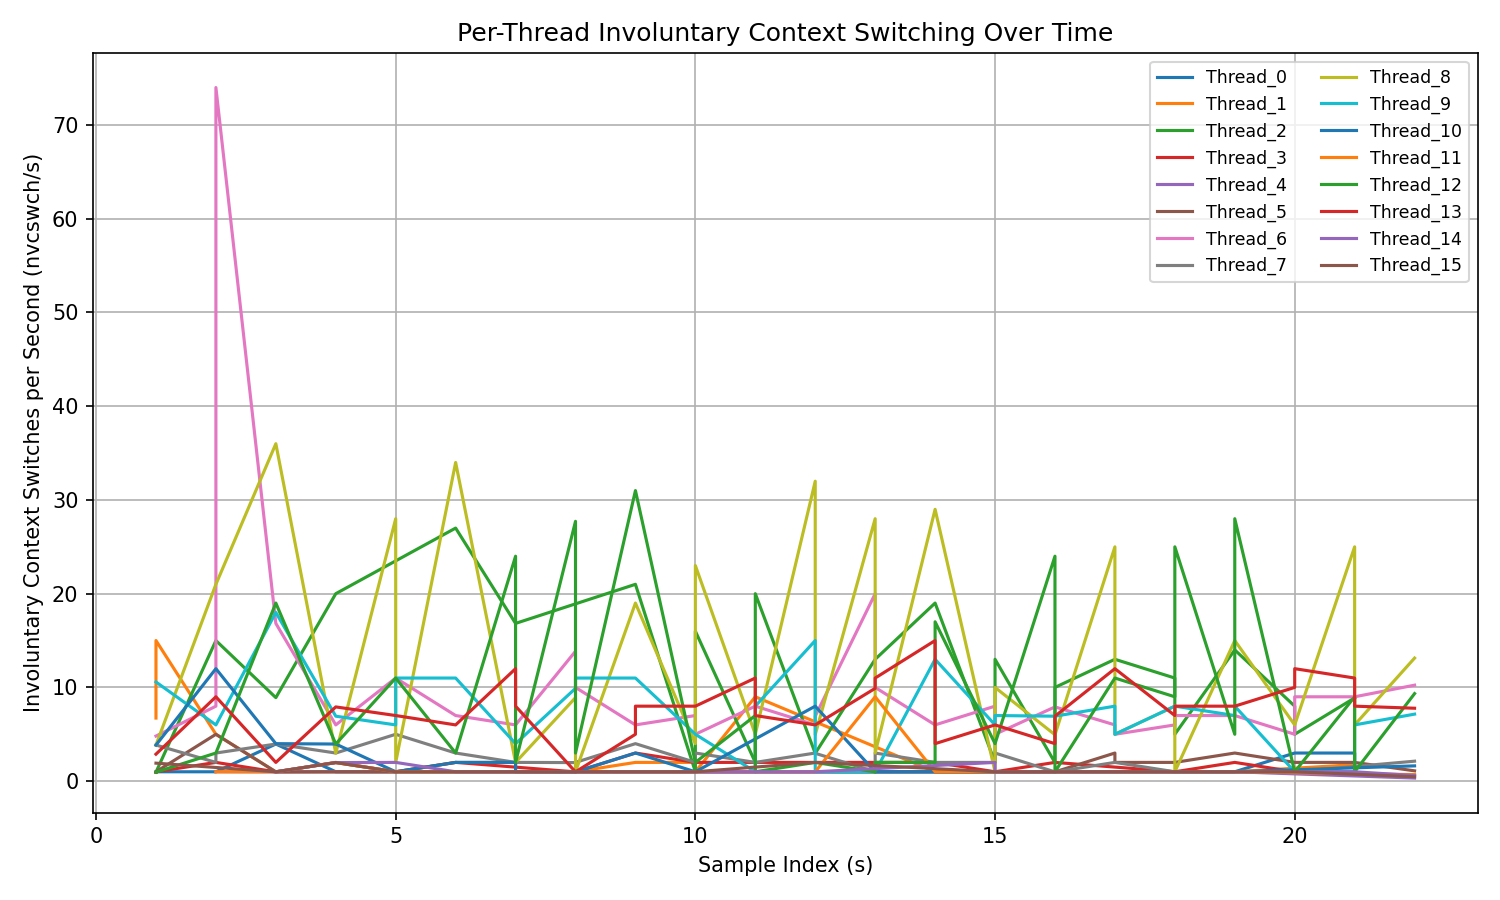 Per-Thread Involuntary Context Switching Over Time
Involuntary Context Switches per Second (nvcswch/s)
70
60
50
40
30
20
10
0
0
5
10
15
20
Sample Index (s)
Thread_0
Thread_1
Thread_2
Thread_3
Thread_4
Thread_5
Thread_6
Thread_7
Thread_8
Thread_9
Thread_10
Thread_11
Thread_12
Thread_13
Thread_14
Thread_15